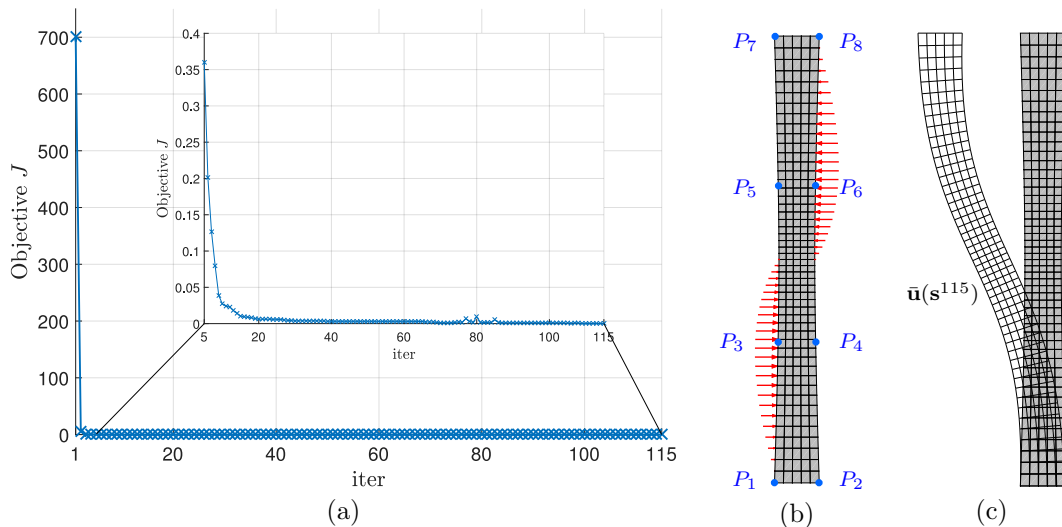 700
600
500
400
300
200
100
0
Objective J
1
20
40
60
80
100
115
iter
0.4
0.35
0.3
0.25
0.2
0.15
0.1
0.05
0
Objective J
5
20
40
60
80
100
115
iter
(a)
P7
P8
P5
P6
P3
P4
P1
P2
(b)
ū(s¹¹⁵)
(c)